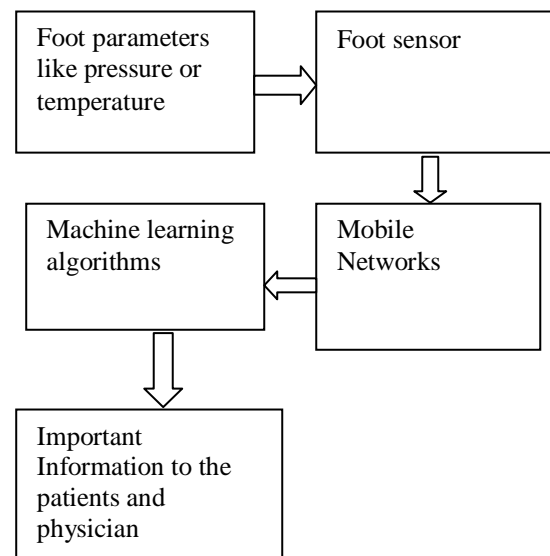 Foot parameters
like pressure or
temperature
Foot sensor
Mobile
Networks
Machine learning
algorithms
Important
Information to the
patients and
physician